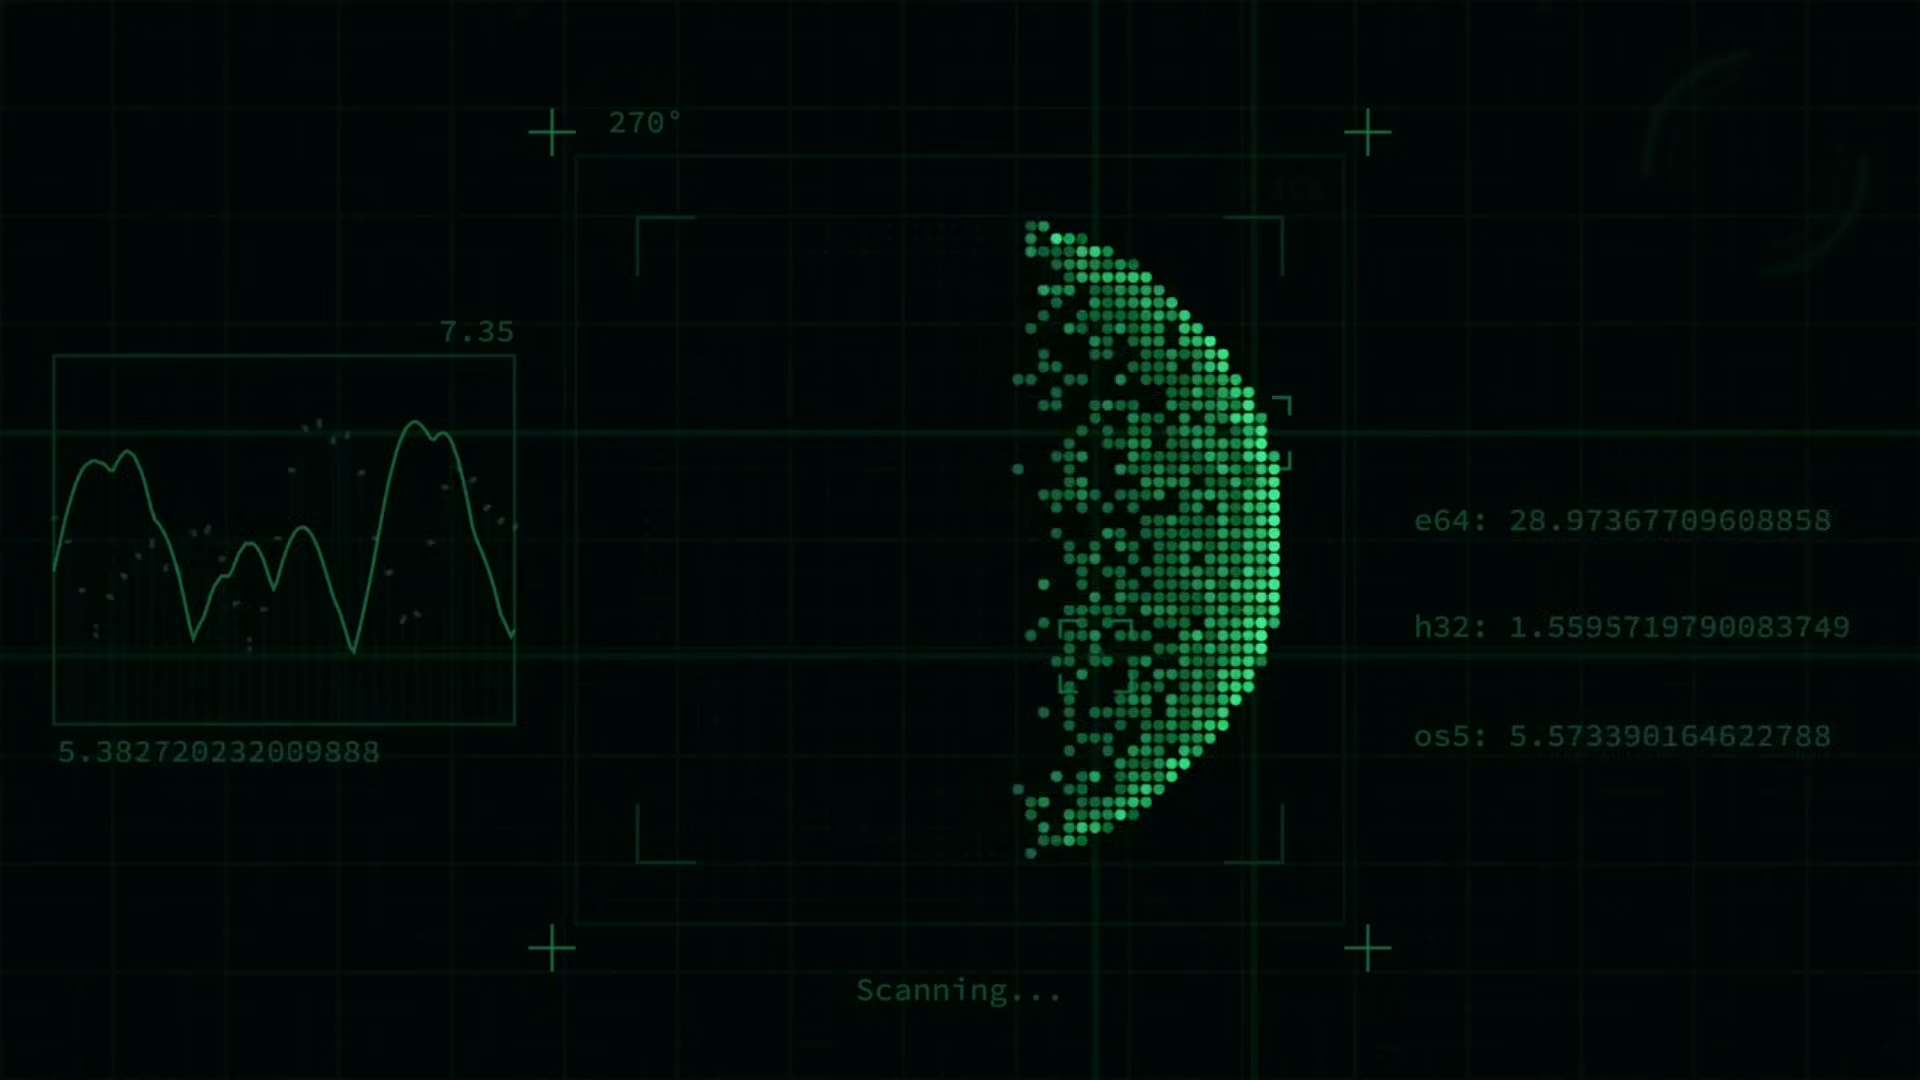 270°
7.35
5.382720232009888
e64: 28.97367709608858
h32: 1.5595719790083749
os5: 5.573390164622788
Scanning...